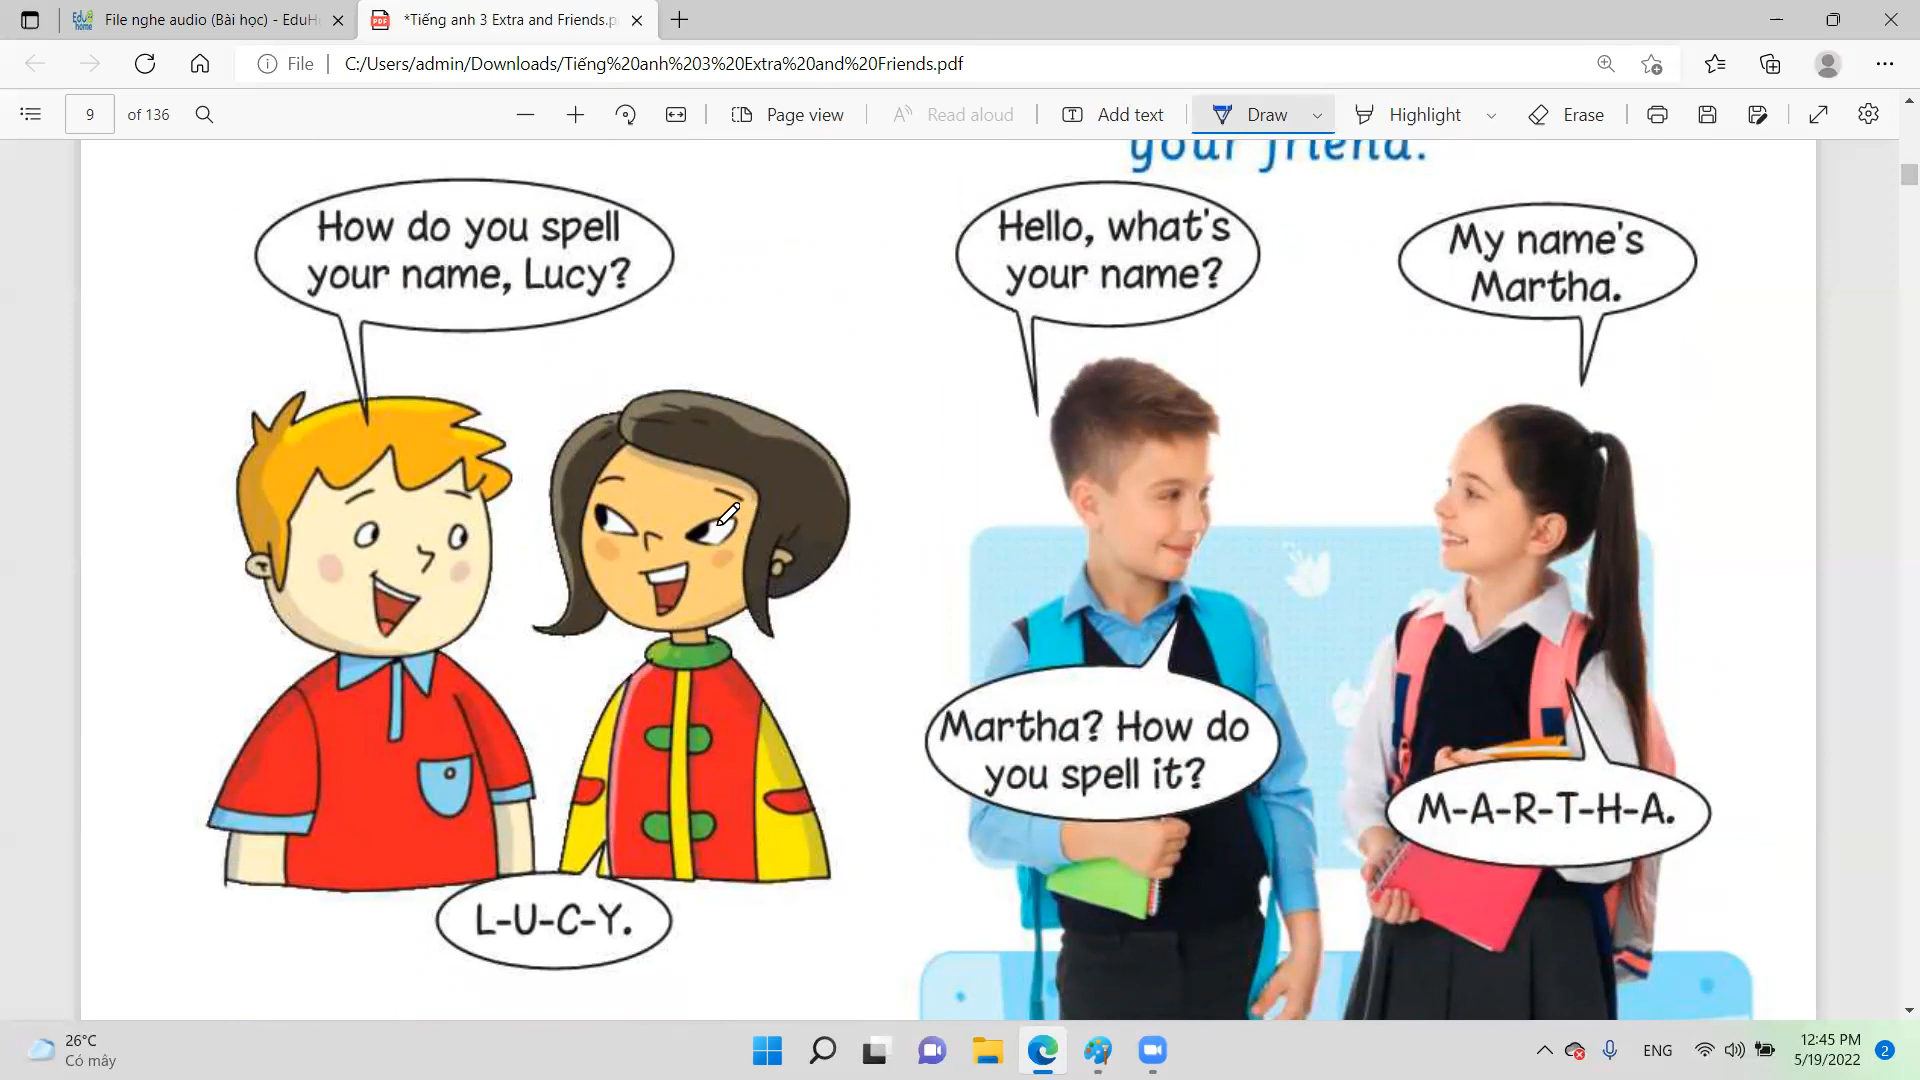 File nghe audio (Bài học) - EduH
*Tiếng anh 3 Extra and Friends.p
File
C:/Users/admin/Downloads/Tiếng%20anh%203%20Extra%20and%20Friends.pdf
9 of 136
Page view
Read aloud
Add text
Draw
Highlight
Erase
your friend.
How do you spell
your name, Lucy?
Hello, what's
your name?
My name's
Martha.
Martha? How do
you spell it?
M-A-R-T-H-A.
L-U-C-Y.
26°C
Có mây
ENG
12:45 PM
5/19/2022
2